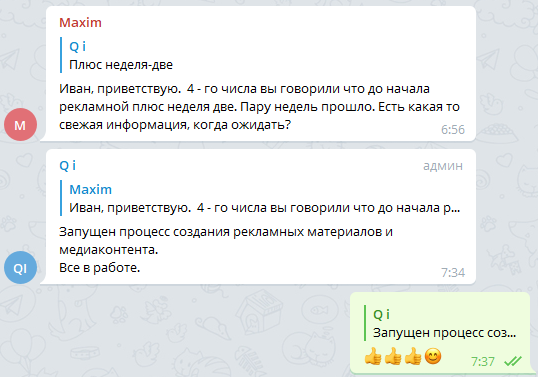 Maxim
Q i
Плюс неделя-две
Иван, приветствую.  4 - го числа вы говорили что до начала
рекламной плюс неделя две. Пару недель прошло. Есть какая то
свежая информация, когда ожидать?
6:56
M
Q i
админ
Maxim
Иван, приветствую.  4 - го числа вы говорили что до начала р...
Запущен процесс создания рекламных материалов и
медиаконтента.
Все в работе.
7:34
QI
Q i
Запущен процесс соз...
👍👍👍😊
7:37